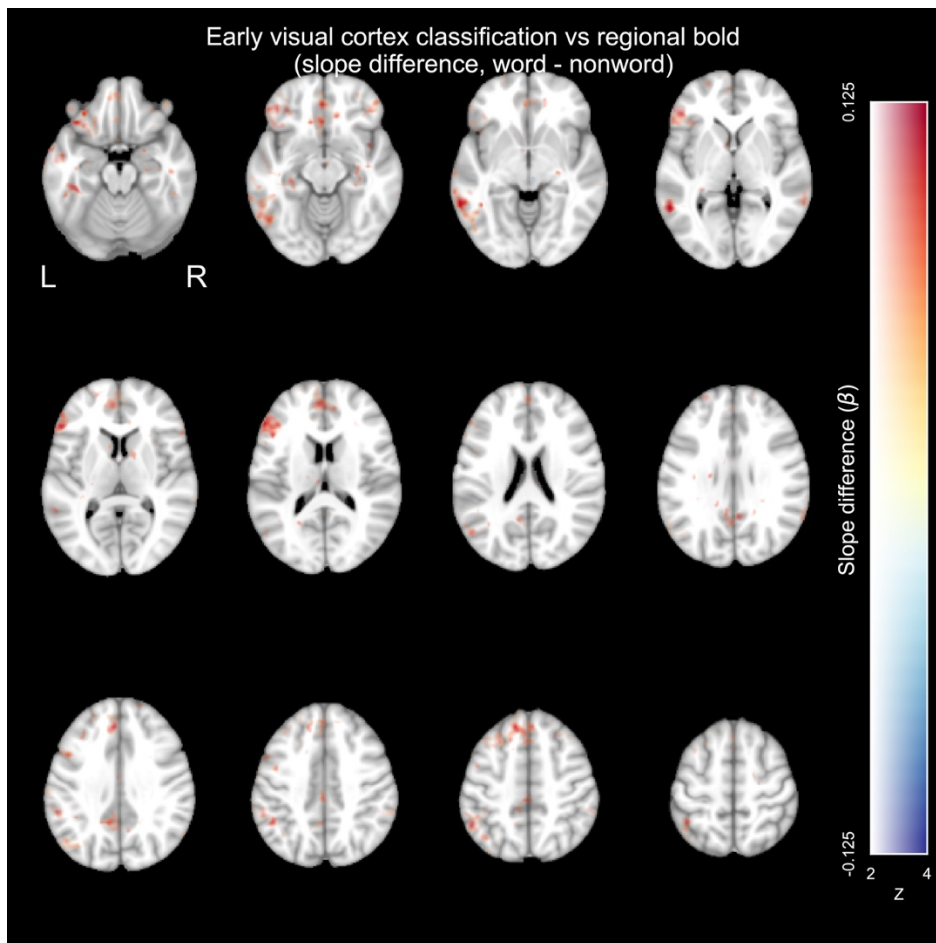 Early visual cortex classification vs regional bold
(slope difference, word - nonword)
L
R
0.125
Slope difference (β)
-0.125
2
4
Z